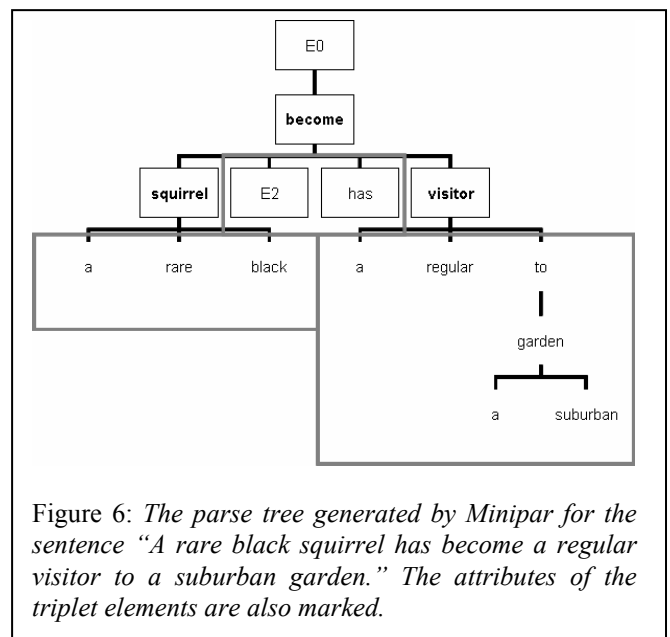 E0
become
squirrel E2 has visitor
a rare black a regular to
garden
a suburban
Figure 6: The parse tree generated by Minipar for the
sentence “A rare black squirrel has become a regular
visitor to a suburban garden.” The attributes of the
triplet elements are also marked.